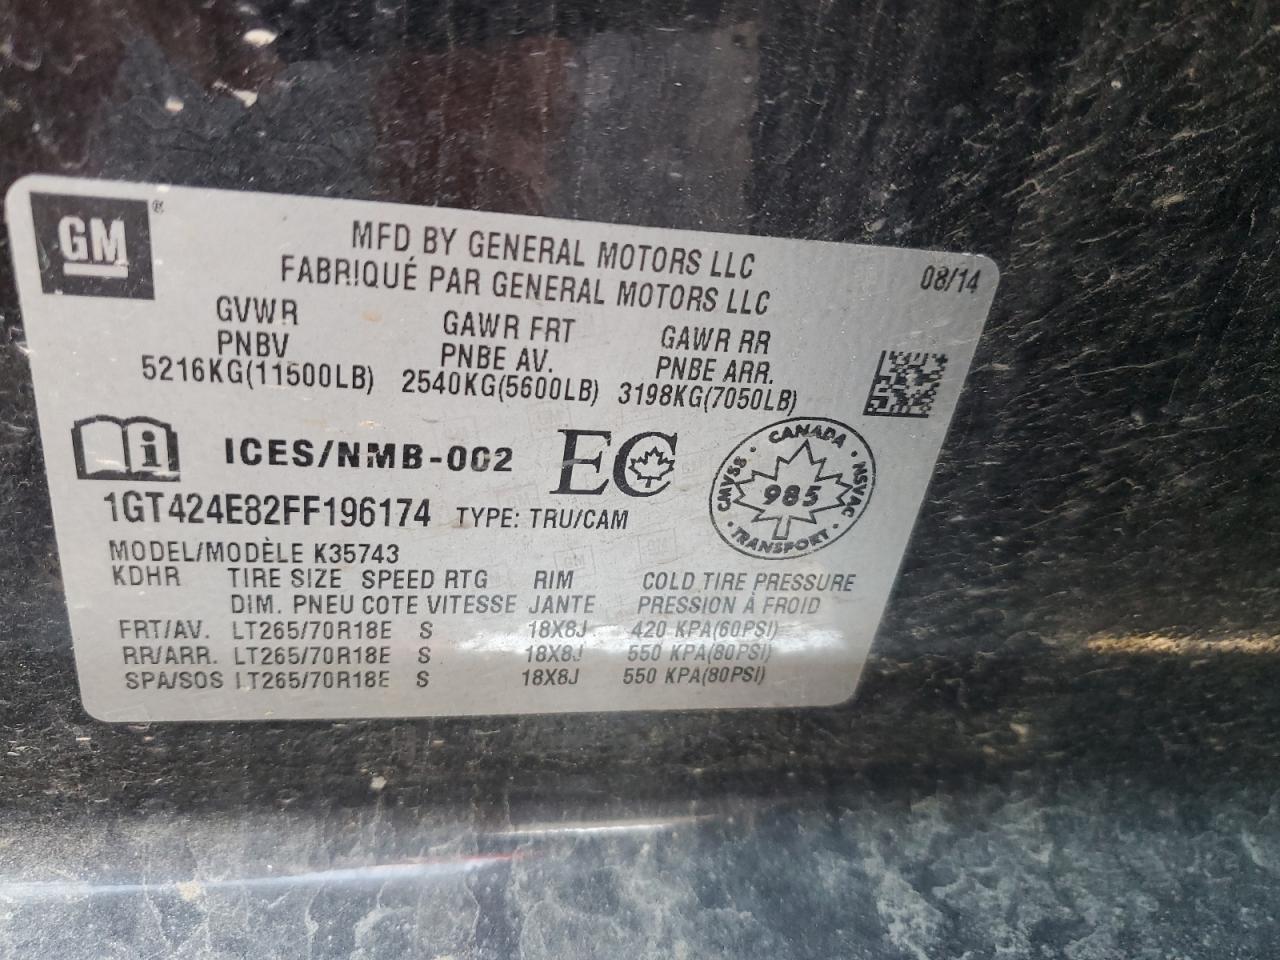 GM ®
MFD BY GENERAL MOTORS LLC
FABRIQUÉ PAR GENERAL MOTORS LLC
08/14
GVWR GAWR FRT GAWR RR
PNBV PNBE AV. PNBE ARR.
5216KG(11500LB) 2540KG(5600LB) 3198KG(7050LB)
i ICES/NMB-002 EC
CANADA
CMVSS 985 NSVAC
TRANSPORT
1GT424E82FF196174 TYPE: TRU/CAM
MODEL/MODÈLE K35743
KDHR TIRE SIZE SPEED RTG RIM COLD TIRE PRESSURE
DIM. PNEU COTE VITESSE JANTE PRESSION À FROID
FRT/AV. LT265/70R18E S 18X8J 420 KPA(60PSI)
RR/ARR. LT265/70R18E S 18X8J 550 KPA(80PSI)
SPA/SOS LT265/70R18E S 18X8J 550 KPA(80PSI)